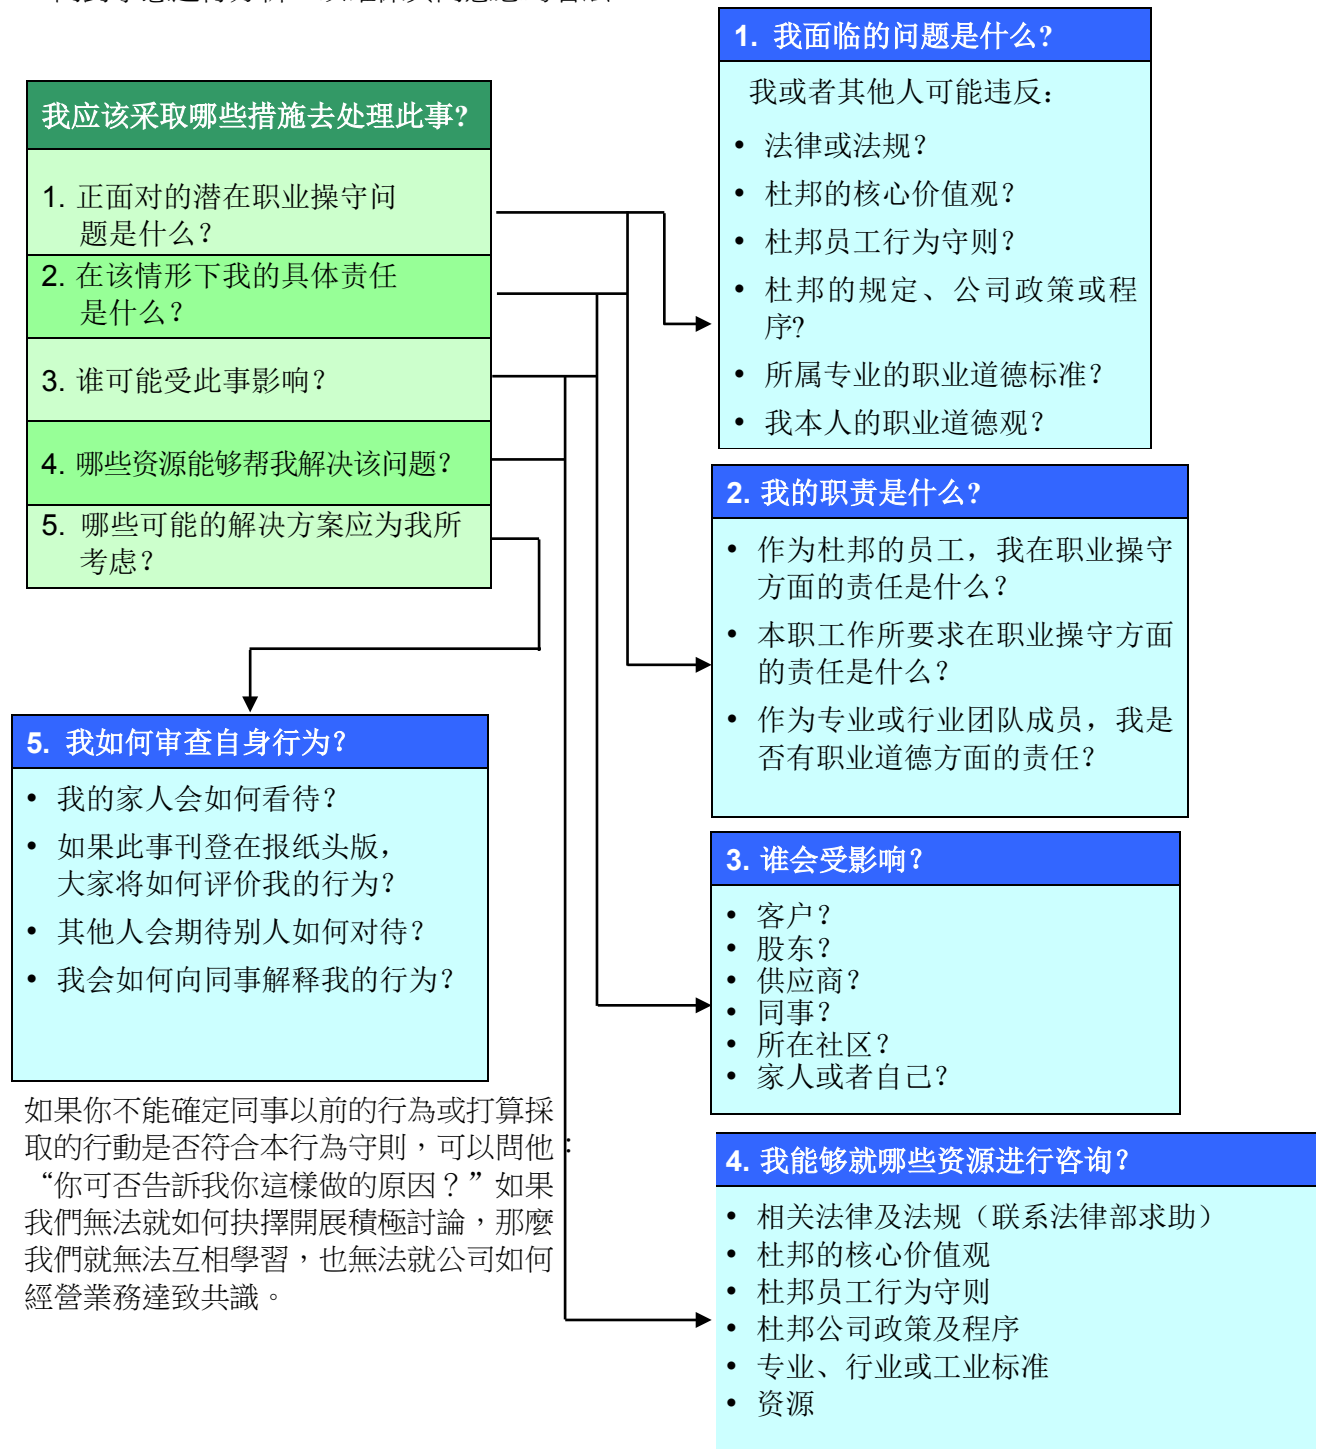 我应该采取哪些措施去处理此事?
1. 正面对的潜在职业操守问
题是什么？
2. 在该情形下我的具体责任
是什么？
3. 谁可能受此事影响？
4. 哪些资源能够帮我解决该问题？
5. 哪些可能的解决方案应为我所
考虑？
1. 我面临的问题是什么?
我或者其他人可能违反：
• 法律或法规？
• 杜邦的核心价值观？
• 杜邦员工行为守则？
• 杜邦的规定、公司政策或程
序?
• 所属专业的职业道德标准？
• 我本人的职业道德观？
2. 我的职责是什么?
• 作为杜邦的员工，我在职业操守
方面的责任是什么？
• 本职工作所要求在职业操守方面
的责任是什么？
• 作为专业或行业团队成员，我是
否有职业道德方面的责任？
3. 谁会受影响？
• 客户？
• 股东？
• 供应商？
• 同事？
• 所在社区？
• 家人或者自己？
4. 我能够就哪些资源进行咨询？
• 相关法律及法规（联系法律部求助）
• 杜邦的核心价值观
• 杜邦员工行为守则
• 杜邦公司政策及程序
• 专业、行业或工业标准
• 资源
5. 我如何审查自身行为？
• 我的家人会如何看待？
• 如果此事刊登在报纸头版，
大家将如何评价我的行为？
• 其他人会期待别人如何对待？
• 我会如何向同事解释我的行为？
如果你不能確定同事以前的行為或打算採
取的行動是否符合本行為守則，可以問他：
“你可否告訴我你這樣做的原因？”如果
我們無法就如何抉擇開展積極討論，那麼
我們就無法互相學習，也無法就公司如何
經營業務達致共識。